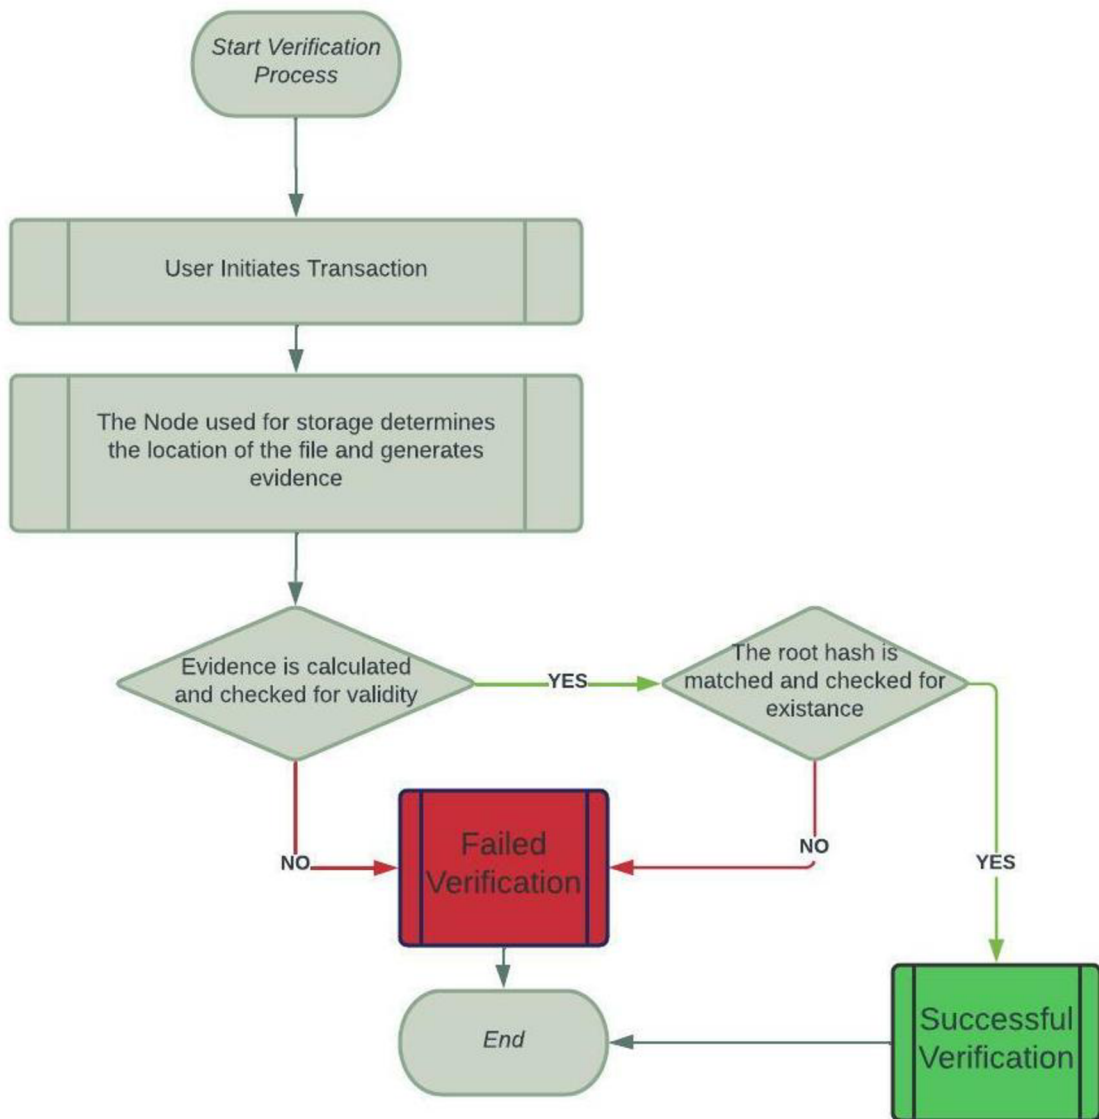 Start Verification
Process
User Initiates Transaction
The Node used for storage determines
the location of the file and generates
evidence
Evidence is calculated
and checked for validity
YES
The root hash is
matched and checked for
existance
NO
Failed
Verification
NO
YES
End
Successful
Verification